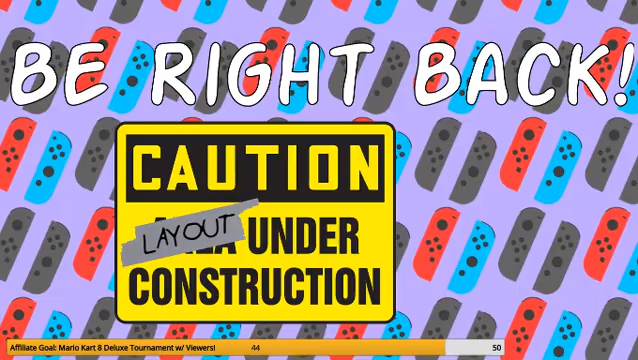 BE RIGHT BACK!
CAUTION
LAYOUT UNDER
CONSTRUCTION
Affiliate Goal: Mario Kart 8 Deluxe Tournament w/ Viewers! 44 50